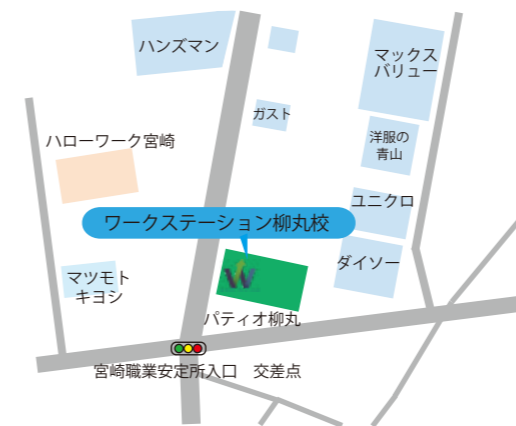 ハンズマン
マックス
バリュー
ガスト
洋服の
青山
ハローワーク宮崎
ユニクロ
ワークステーション柳丸校
ダイソー
マツモト
キヨシ
W
パティオ柳丸
宮崎職業安定所入口　交差点